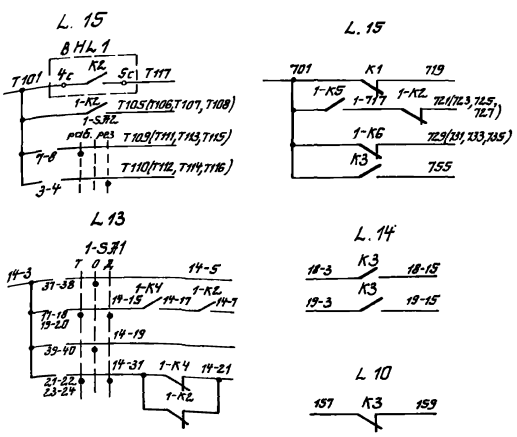 L. 15
В HL 1
K2
T101
4c
5c
T117
1-K2
T105(T106,T107,T108)
1-SA2
раб. рез
T109(T111,T113,T115)
7-8
T110(T112,T114,T116)
3-4
L. 15
701
K1
719
1-K5
1-717
1-K2
721(723,725,
727)
1-K6
729(731,733,735)
K3
755
L 13
1-SA1
T O Д
14-3
14-5
37-38
1-K4
1-K2
14-15
14-17
14-7
17-18
19-20
14-19
39-40
14-31
1-K4
14-21
21-22
23-24
1-K2
L. 14
K3
18-3
18-15
K3
19-3
19-15
L 10
157
K3
159